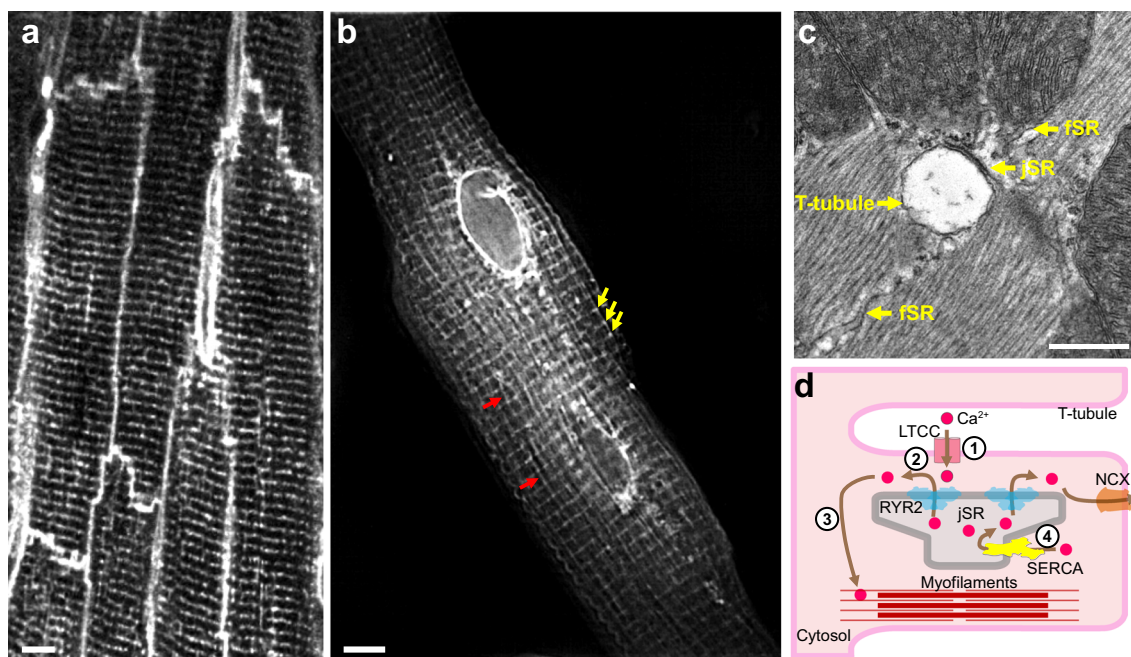 a
b
c
fSR
jSR
T-tubule
fSR
d
T-tubule
Ca²⁺
LTCC
1
2
NCX
RYR2
jSR
3
4
SERCA
Myofilaments
Cytosol